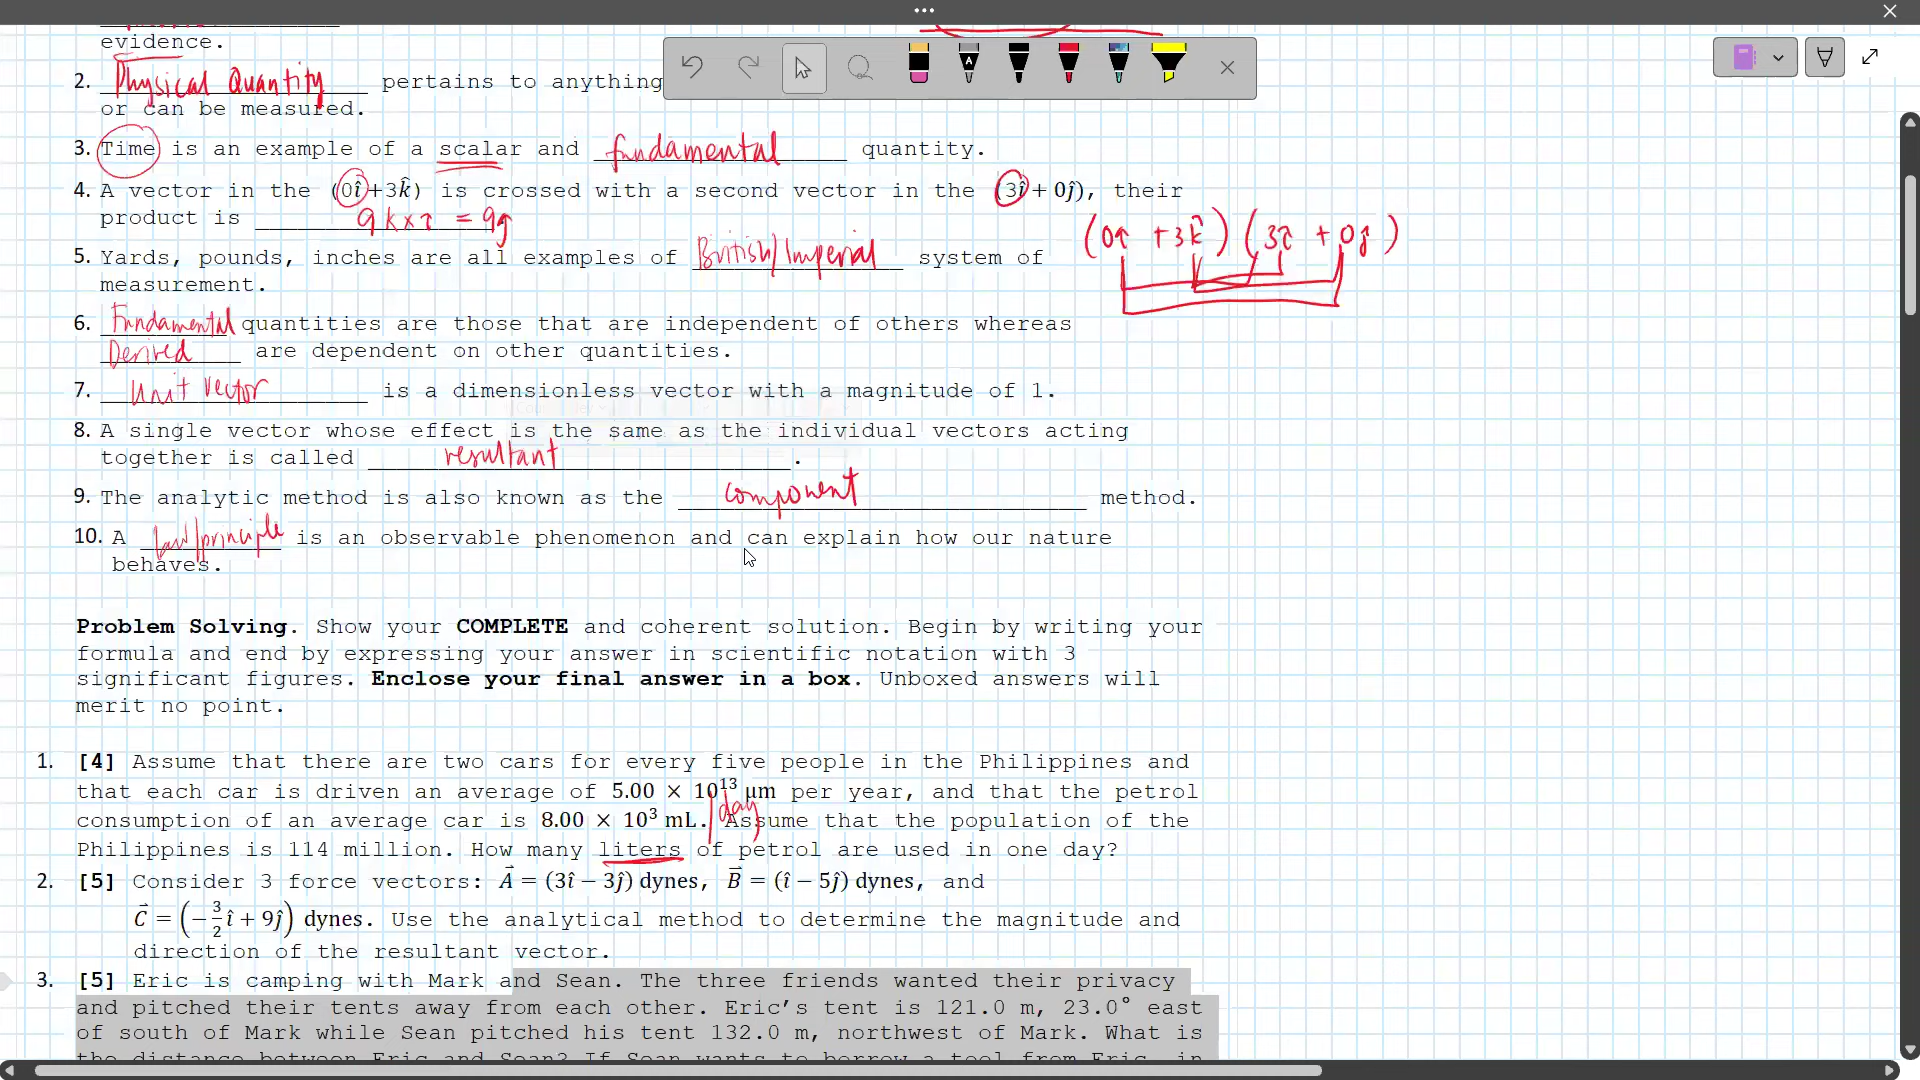 evidence.
2. Physical Quantity pertains to anything
or can be measured.
3. Time is an example of a scalar and fundamental quantity.
4. A vector in the (0î+3k̂) is crossed with a second vector in the (3î + 0ĵ), their
product is 9 k×î = 9ĵ
(0î + 3k̂) (3î + 0ĵ)
5. Yards, pounds, inches are all examples of British/Imperial system of
measurement.
6. Fundamental quantities are those that are independent of others whereas
Derived are dependent on other quantities.
7. Unit vector is a dimensionless vector with a magnitude of 1.
8. A single vector whose effect is the same as the individual vectors acting
together is called resultant.
9. The analytic method is also known as the component method.
10. A law/principle is an observable phenomenon and can explain how our nature
behaves.
Problem Solving. Show your COMPLETE and coherent solution. Begin by writing your
formula and end by expressing your answer in scientific notation with 3
significant figures. Enclose your final answer in a box. Unboxed answers will
merit no point.
1. [4] Assume that there are two cars for every five people in the Philippines and
that each car is driven an average of 5.00 × 10¹³ μm per year, and that the petrol
consumption of an average car is 8.00 × 10³ mL. /day Assume that the population of the
Philippines is 114 million. How many liters of petrol are used in one day?
2. [5] Consider 3 force vectors: A⃗ = (3î − 3ĵ) dynes, B⃗ = (î − 5ĵ) dynes, and
C⃗ = (−3/2 î + 9ĵ) dynes. Use the analytical method to determine the magnitude and
direction of the resultant vector.
3. [5] Eric is camping with Mark and Sean. The three friends wanted their privacy
and pitched their tents away from each other. Eric's tent is 121.0 m, 23.0° east
of south of Mark while Sean pitched his tent 132.0 m, northwest of Mark. What is
the distance between Eric and Sean? If Sean wants to borrow a tool from Eric, in